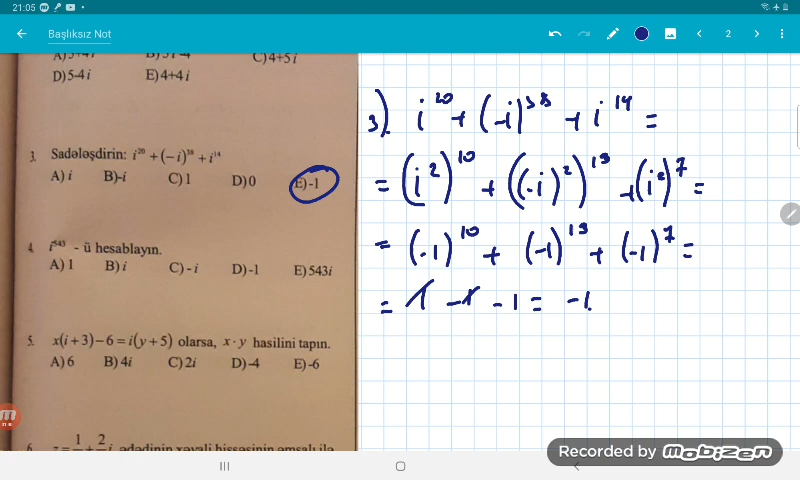 21:05
Başlıksız Not
2
D)5-4i E)4+4i
C)4+5i
3. Sadələşdirin: i²⁰ + (−i)³⁸ + i¹⁴
A) i B)-i C) 1 D) 0 E)-1
4. i⁵⁴³ - ü hesablayın.
A) 1 B) i C) - i D)-1 E) 543i
5. x(i+3)−6=i(y+5) olarsa, x·y hasilini tapın.
A) 6 B) 4i C) 2i D)-4 E)-6
3). i²⁰ + (-i)³⁸ + i¹⁴ =
= (i²)¹⁰ + ((-i)²)¹⁹ + (i²)⁷ =
= (-1)¹⁰ + (-1)¹⁹ + (-1)⁷ =
= 1 - 1 - 1 = -1.
Recorded by mobizen